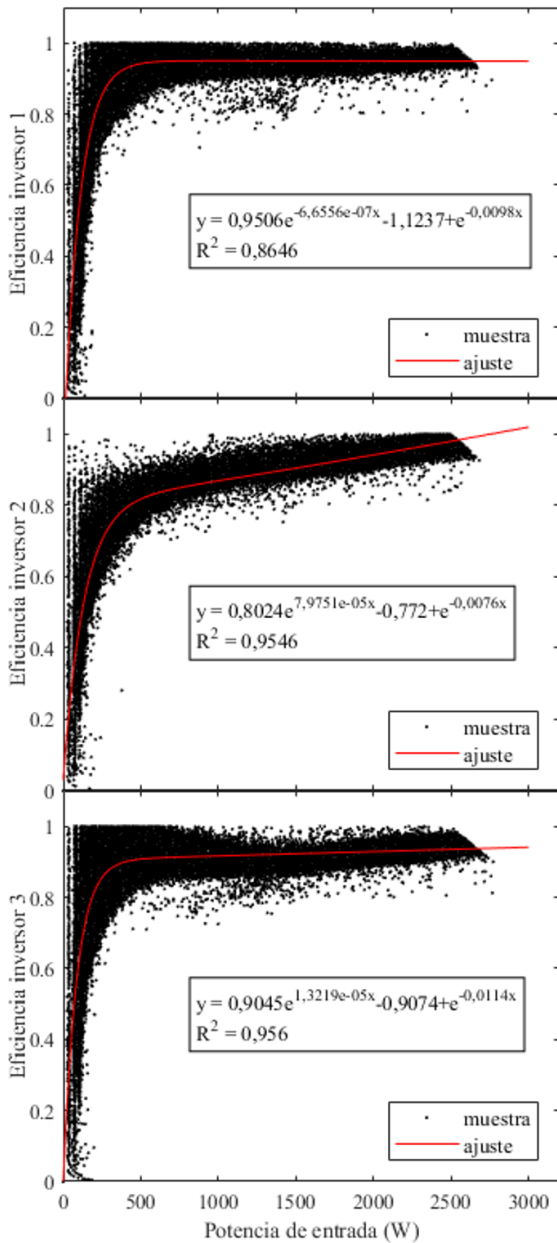 1
0.8
0.6
0.4
0.2
0
Eficiencia inversor 1
y = 0,9506e^-6,6556e-07x-1,1237+e^-0,0098x
R^2 = 0,8646
muestra
ajuste
1
0.8
0.6
0.4
0.2
0
Eficiencia inversor 2
y = 0,8024e^7,9751e-05x-0,772+e^-0,0076x
R^2 = 0,9546
muestra
ajuste
1
0.8
0.6
0.4
0.2
0
Eficiencia inversor 3
y = 0,9045e^1,3219e-05x-0,9074+e^-0,0114x
R^2 = 0,956
muestra
ajuste
0 500 1000 1500 2000 2500 3000
Potencia de entrada (W)